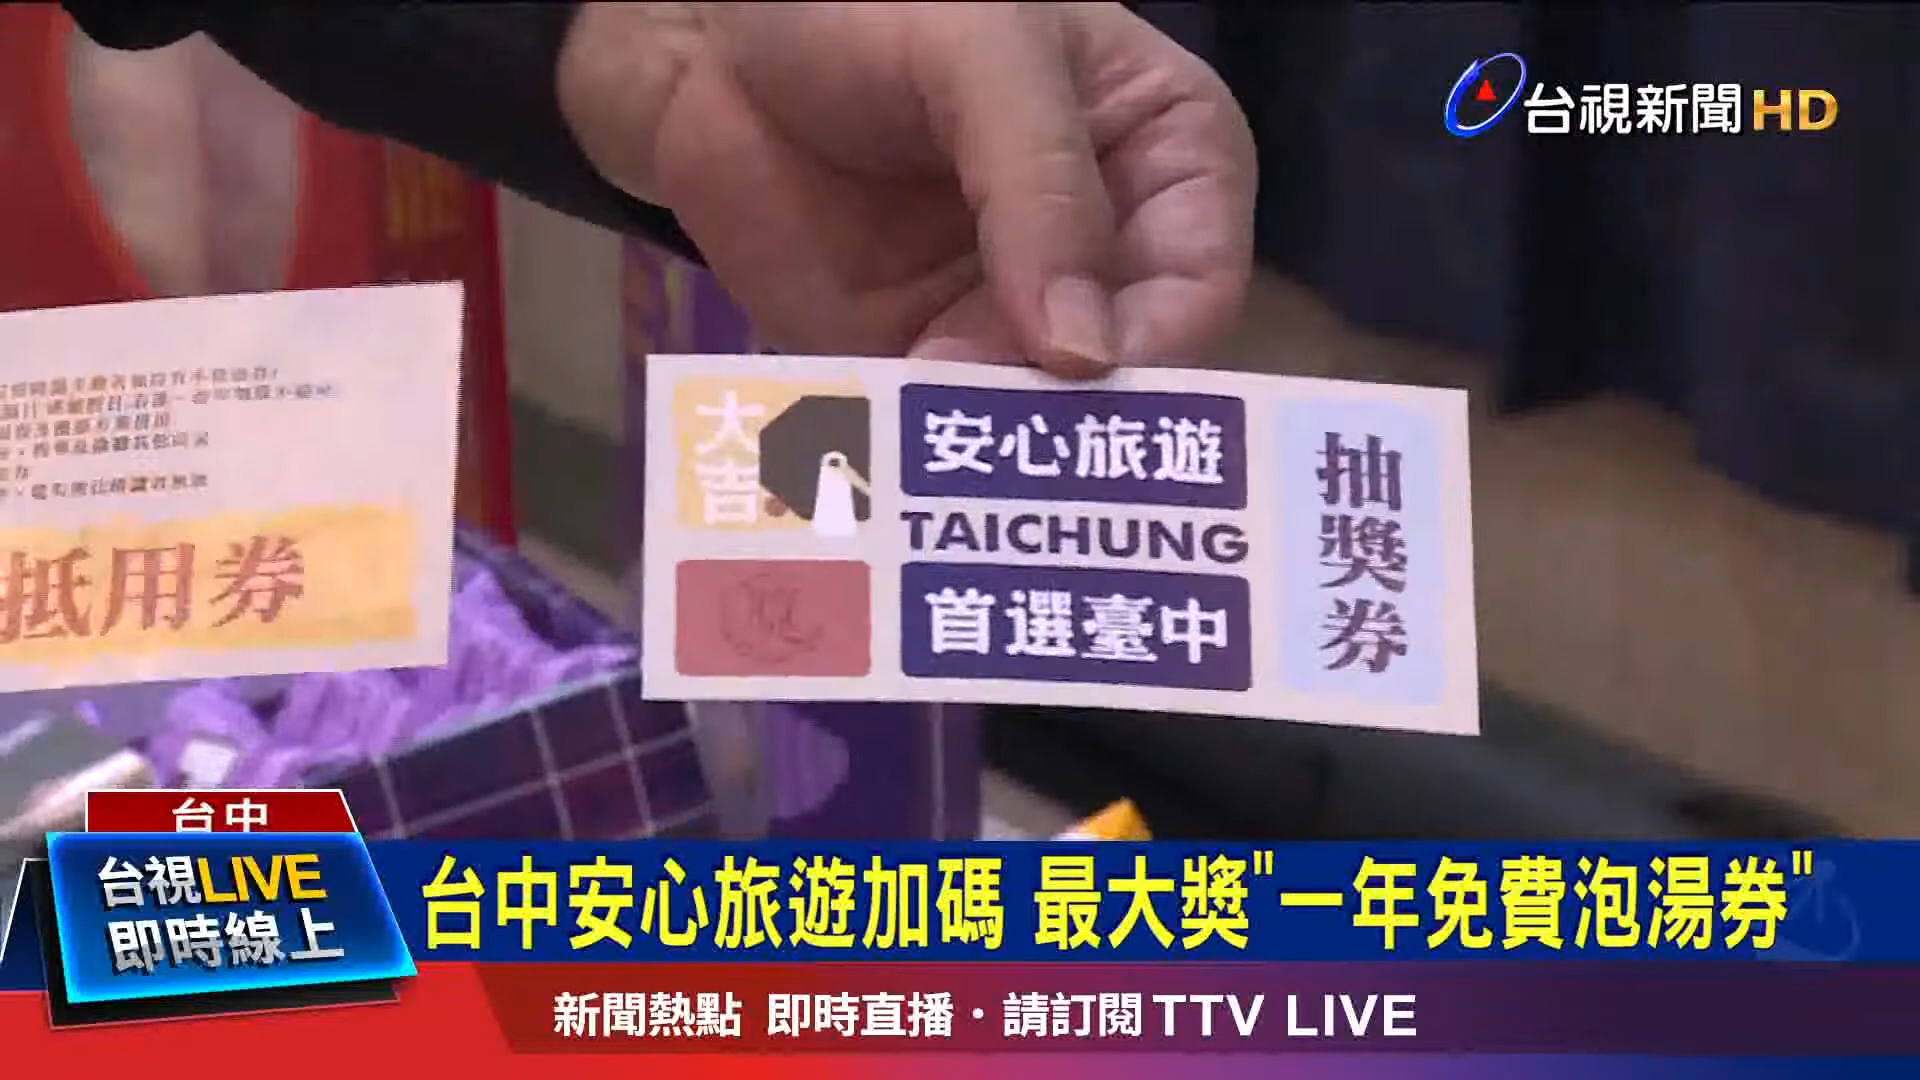 台視新聞HD
抵用券
大吉
安心旅遊
TAICHUNG
首選臺中
抽獎券
台中
台視LIVE
即時線上
台中安心旅遊加碼 最大獎"一年免費泡湯券"
新聞熱點 即時直播·請訂閱TTV LIVE